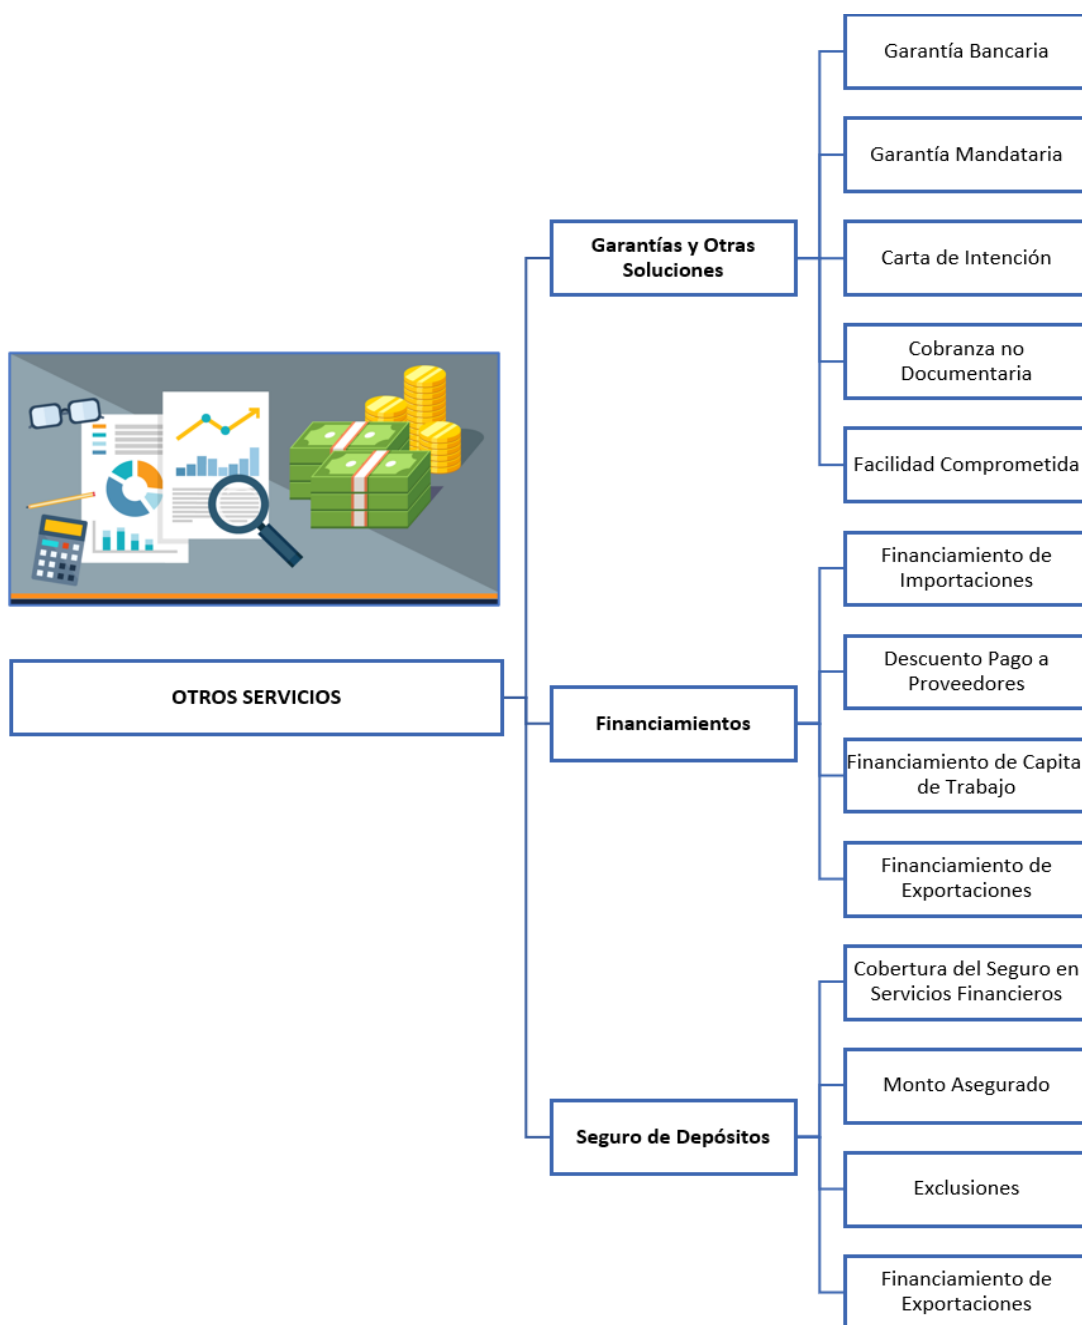 Garantía Bancaria
Garantía Mandataria
Garantías y Otras
Soluciones
Carta de Intención
Cobranza no
Documentaria
Facilidad Comprometida
Financiamiento de
Importaciones
Descuento Pago a
Proveedores
OTROS SERVICIOS
Financiamientos
Financiamiento de Capita
de Trabajo
Financiamiento de
Exportaciones
Cobertura del Seguro en
Servicios Financieros
Monto Asegurado
Seguro de Depósitos
Exclusiones
Financiamiento de
Exportaciones